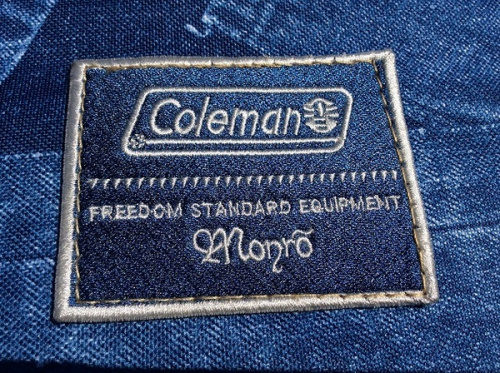 Coleman
FREEDOM STANDARD EQUIPMENT
Monro